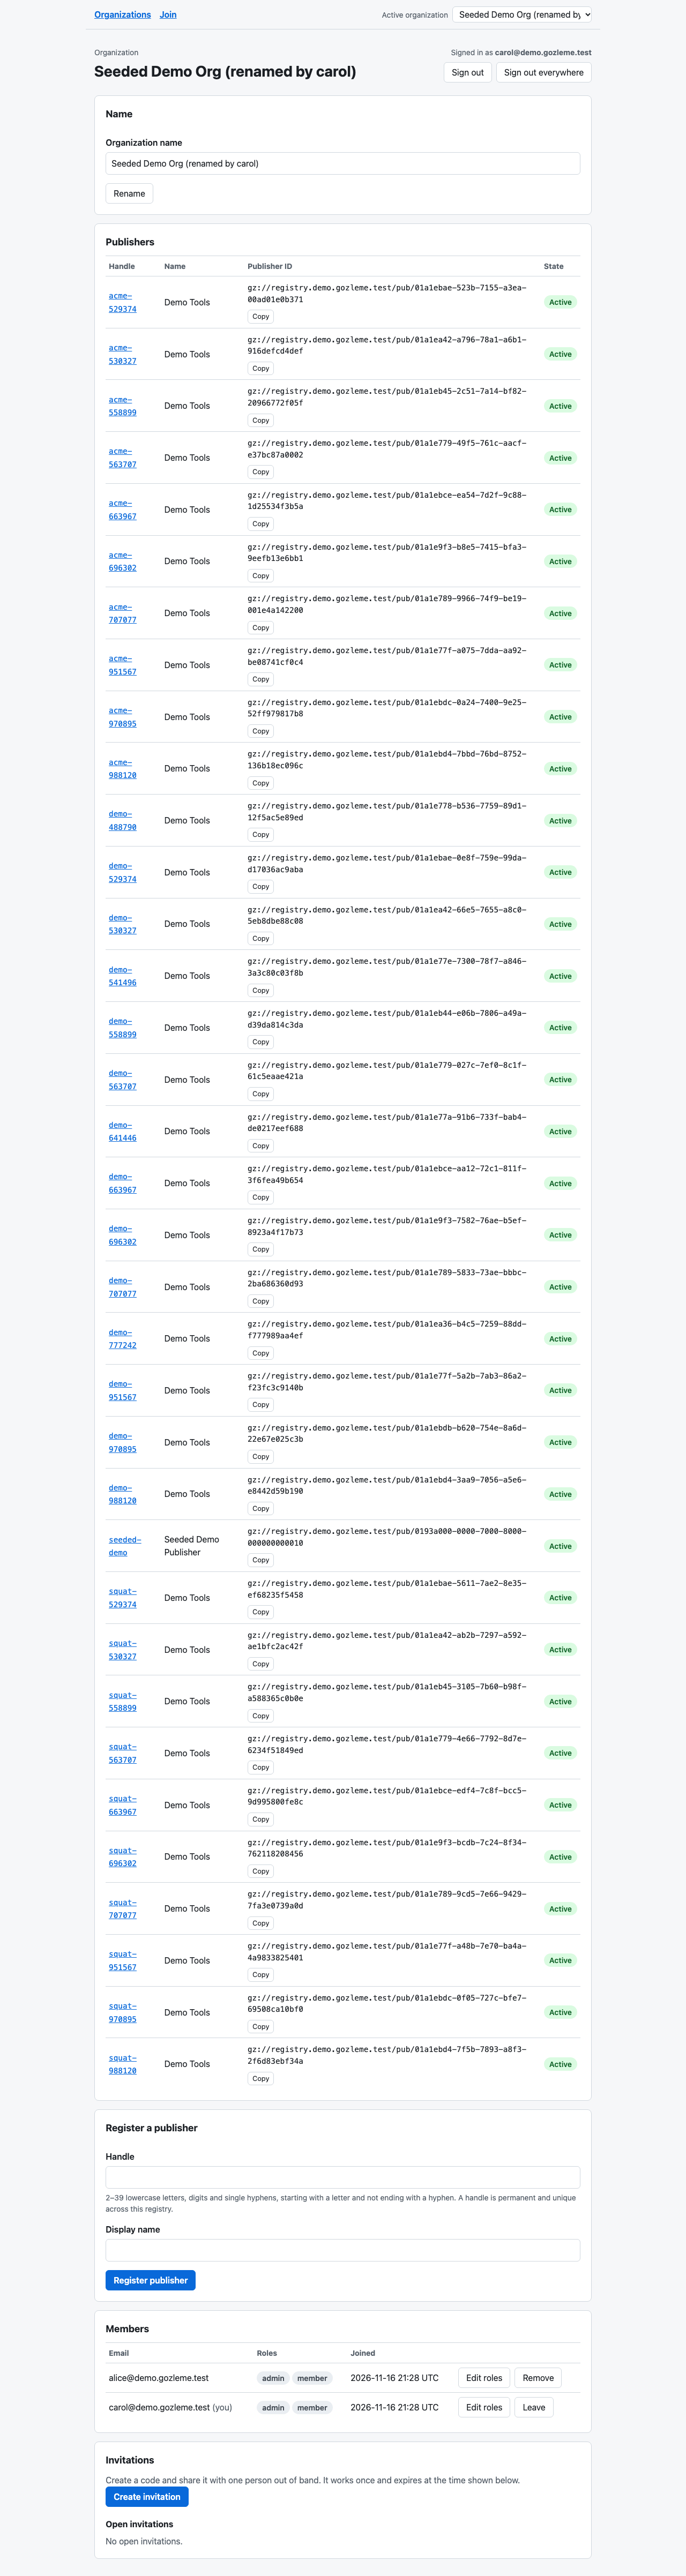 Organizations Join Active organization Seeded Demo Org (renamed by
Organization Signed in as carol@demo.gozleme.test
Seeded Demo Org (renamed by carol) Sign out Sign out everywhere
Name
Organization name
Seeded Demo Org (renamed by carol)
Rename
Publishers
Handle Name Publisher ID State
acme-529374 Demo Tools gz://registry.demo.gozleme.test/pub/01a1ebae-523b-7155-a3ea-00ad01e0b371 Copy Active
acme-530327 Demo Tools gz://registry.demo.gozleme.test/pub/01a1ea42-a796-78a1-a6b1-916defcd4def Copy Active
acme-558899 Demo Tools gz://registry.demo.gozleme.test/pub/01a1eb45-2c51-7a14-bf82-20966772f05f Copy Active
acme-563707 Demo Tools gz://registry.demo.gozleme.test/pub/01a1e779-49f5-761c-aacf-e37bc87a0002 Copy Active
acme-663967 Demo Tools gz://registry.demo.gozleme.test/pub/01a1ebce-ea54-7d2f-9c88-1d25534f3b5a Copy Active
acme-696302 Demo Tools gz://registry.demo.gozleme.test/pub/01a1e9f3-b8e5-7415-bfa3-9eefb13e6bb1 Copy Active
acme-707077 Demo Tools gz://registry.demo.gozleme.test/pub/01a1e789-9966-74f9-be19-001e4a142200 Copy Active
acme-951567 Demo Tools gz://registry.demo.gozleme.test/pub/01a1e77f-a075-7dda-aa92-be08741cf0c4 Copy Active
acme-970895 Demo Tools gz://registry.demo.gozleme.test/pub/01a1ebdc-0a24-7400-9e25-52ff979817b8 Copy Active
acme-988120 Demo Tools gz://registry.demo.gozleme.test/pub/01a1ebd4-7bbd-76bd-8752-136b18ec096c Copy Active
demo-488790 Demo Tools gz://registry.demo.gozleme.test/pub/01a1e778-b536-7759-89d1-12f5ac5e89ed Copy Active
demo-529374 Demo Tools gz://registry.demo.gozleme.test/pub/01a1ebae-0e8f-759e-99da-d17036ac9aba Copy Active
demo-530327 Demo Tools gz://registry.demo.gozleme.test/pub/01a1ea42-66e5-7655-a8c0-5eb8dbe88c08 Copy Active
demo-541496 Demo Tools gz://registry.demo.gozleme.test/pub/01a1e77e-7300-78f7-a846-3a3c80c03f8b Copy Active
demo-558899 Demo Tools gz://registry.demo.gozleme.test/pub/01a1eb44-e06b-7806-a49a-d39da814c3da Copy Active
demo-563707 Demo Tools gz://registry.demo.gozleme.test/pub/01a1e779-027c-7ef0-8c1f-61c5eaae421a Copy Active
demo-641446 Demo Tools gz://registry.demo.gozleme.test/pub/01a1e77a-91b6-733f-bab4-de0217eef688 Copy Active
demo-663967 Demo Tools gz://registry.demo.gozleme.test/pub/01a1ebce-aa12-72c1-811f-3f6fea49b654 Copy Active
demo-696302 Demo Tools gz://registry.demo.gozleme.test/pub/01a1e9f3-7582-76ae-b5ef-8923a4f17b73 Copy Active
demo-707077 Demo Tools gz://registry.demo.gozleme.test/pub/01a1e789-5833-73ae-bbbc-2ba686360d93 Copy Active
demo-777242 Demo Tools gz://registry.demo.gozleme.test/pub/01a1ea36-b4c5-7259-88dd-f777989aa4ef Copy Active
demo-951567 Demo Tools gz://registry.demo.gozleme.test/pub/01a1e77f-5a2b-7ab3-86a2-f23fc3c9140b Copy Active
demo-970895 Demo Tools gz://registry.demo.gozleme.test/pub/01a1ebdb-b620-754e-8a6d-22e67e025c3b Copy Active
demo-988120 Demo Tools gz://registry.demo.gozleme.test/pub/01a1ebd4-3aa9-7056-a5e6-e8442d59b190 Copy Active
seeded-demo Seeded Demo Publisher gz://registry.demo.gozleme.test/pub/0193a000-0000-7000-8000-000000000010 Copy Active
squat-529374 Demo Tools gz://registry.demo.gozleme.test/pub/01a1ebae-5611-7ae2-8e35-ef68235f5458 Copy Active
squat-530327 Demo Tools gz://registry.demo.gozleme.test/pub/01a1ea42-ab2b-7297-a592-ae1bfc2ac42f Copy Active
squat-558899 Demo Tools gz://registry.demo.gozleme.test/pub/01a1eb45-3105-7b60-b98f-a588365c0b0e Copy Active
squat-563707 Demo Tools gz://registry.demo.gozleme.test/pub/01a1e779-4e66-7792-8d7e-6234f51849ed Copy Active
squat-663967 Demo Tools gz://registry.demo.gozleme.test/pub/01a1ebce-edf4-7c8f-bcc5-9d995800fe8c Copy Active
squat-696302 Demo Tools gz://registry.demo.gozleme.test/pub/01a1e9f3-bcdb-7c24-8f34-762118208456 Copy Active
squat-707077 Demo Tools gz://registry.demo.gozleme.test/pub/01a1e789-9cd5-7e66-9429-7fa3e0739a0d Copy Active
squat-951567 Demo Tools gz://registry.demo.gozleme.test/pub/01a1e77f-a48b-7e70-ba4a-4a9833825401 Copy Active
squat-970895 Demo Tools gz://registry.demo.gozleme.test/pub/01a1ebdc-0f05-727c-bfe7-69508ca10bf0 Copy Active
squat-988120 Demo Tools gz://registry.demo.gozleme.test/pub/01a1ebd4-7f5b-7893-a8f3-2f6d83ebf34a Copy Active
Register a publisher
Handle
2–39 lowercase letters, digits and single hyphens, starting with a letter and not ending with a hyphen. A handle is permanent and unique
across this registry.
Display name
Register publisher
Members
Email Roles Joined
alice@demo.gozleme.test admin member 2026-11-16 21:28 UTC Edit roles Remove
carol@demo.gozleme.test (you) admin member 2026-11-16 21:28 UTC Edit roles Leave
Invitations
Create a code and share it with one person out of band. It works once and expires at the time shown below.
Create invitation
Open invitations
No open invitations.